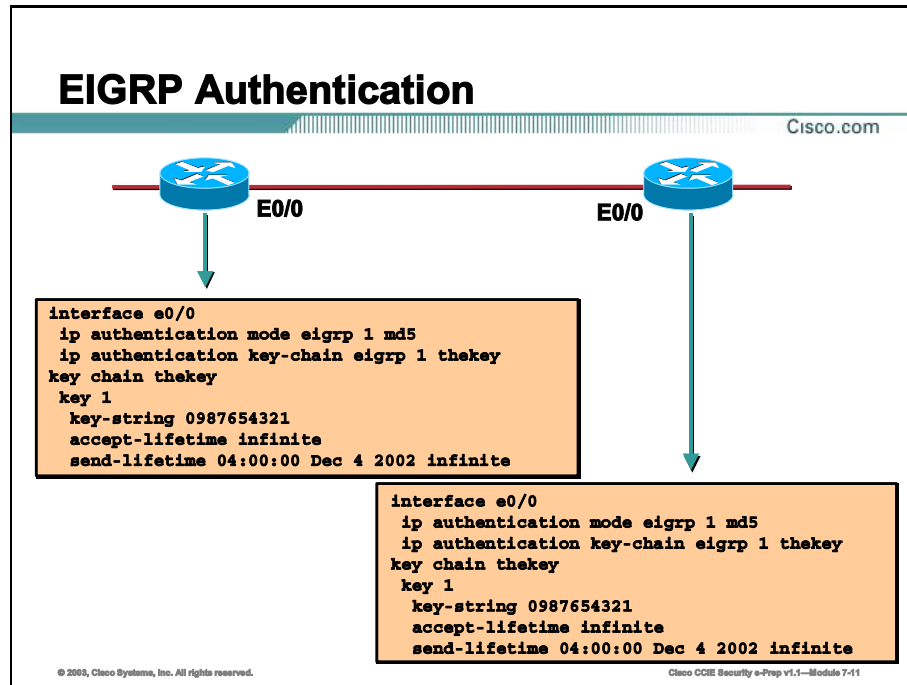 EIGRP Authentication
Cisco.com
E0/0
E0/0
interface e0/0
ip authentication mode eigrp 1 md5
ip authentication key-chain eigrp 1 thekey
key chain thekey
key 1
key-string 0987654321
accept-lifetime infinite
send-lifetime 04:00:00 Dec 4 2002 infinite
interface e0/0
ip authentication mode eigrp 1 md5
ip authentication key-chain eigrp 1 thekey
key chain thekey
key 1
key-string 0987654321
accept-lifetime infinite
send-lifetime 04:00:00 Dec 4 2002 infinite
© 2003, Cisco Systems, Inc. All rights reserved.
Cisco CCIE Security e-Prep v1.1—Module 7-11